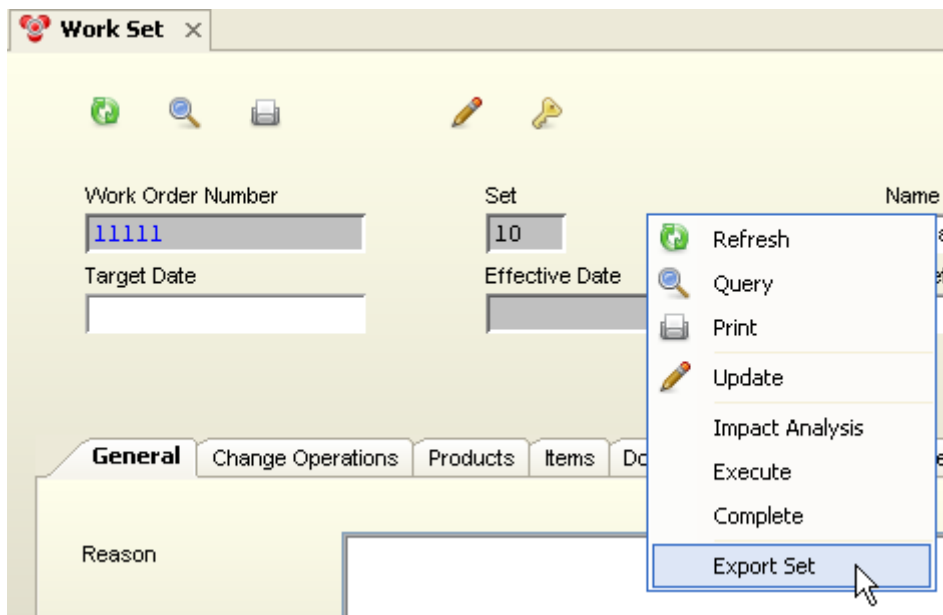 Work Set
Work Order Number Set Name
11111 10
Target Date Effective Date
Refresh
Query
Print
Update
Impact Analysis
Execute
Complete
Export Set
General Change Operations Products Items Do
Reason